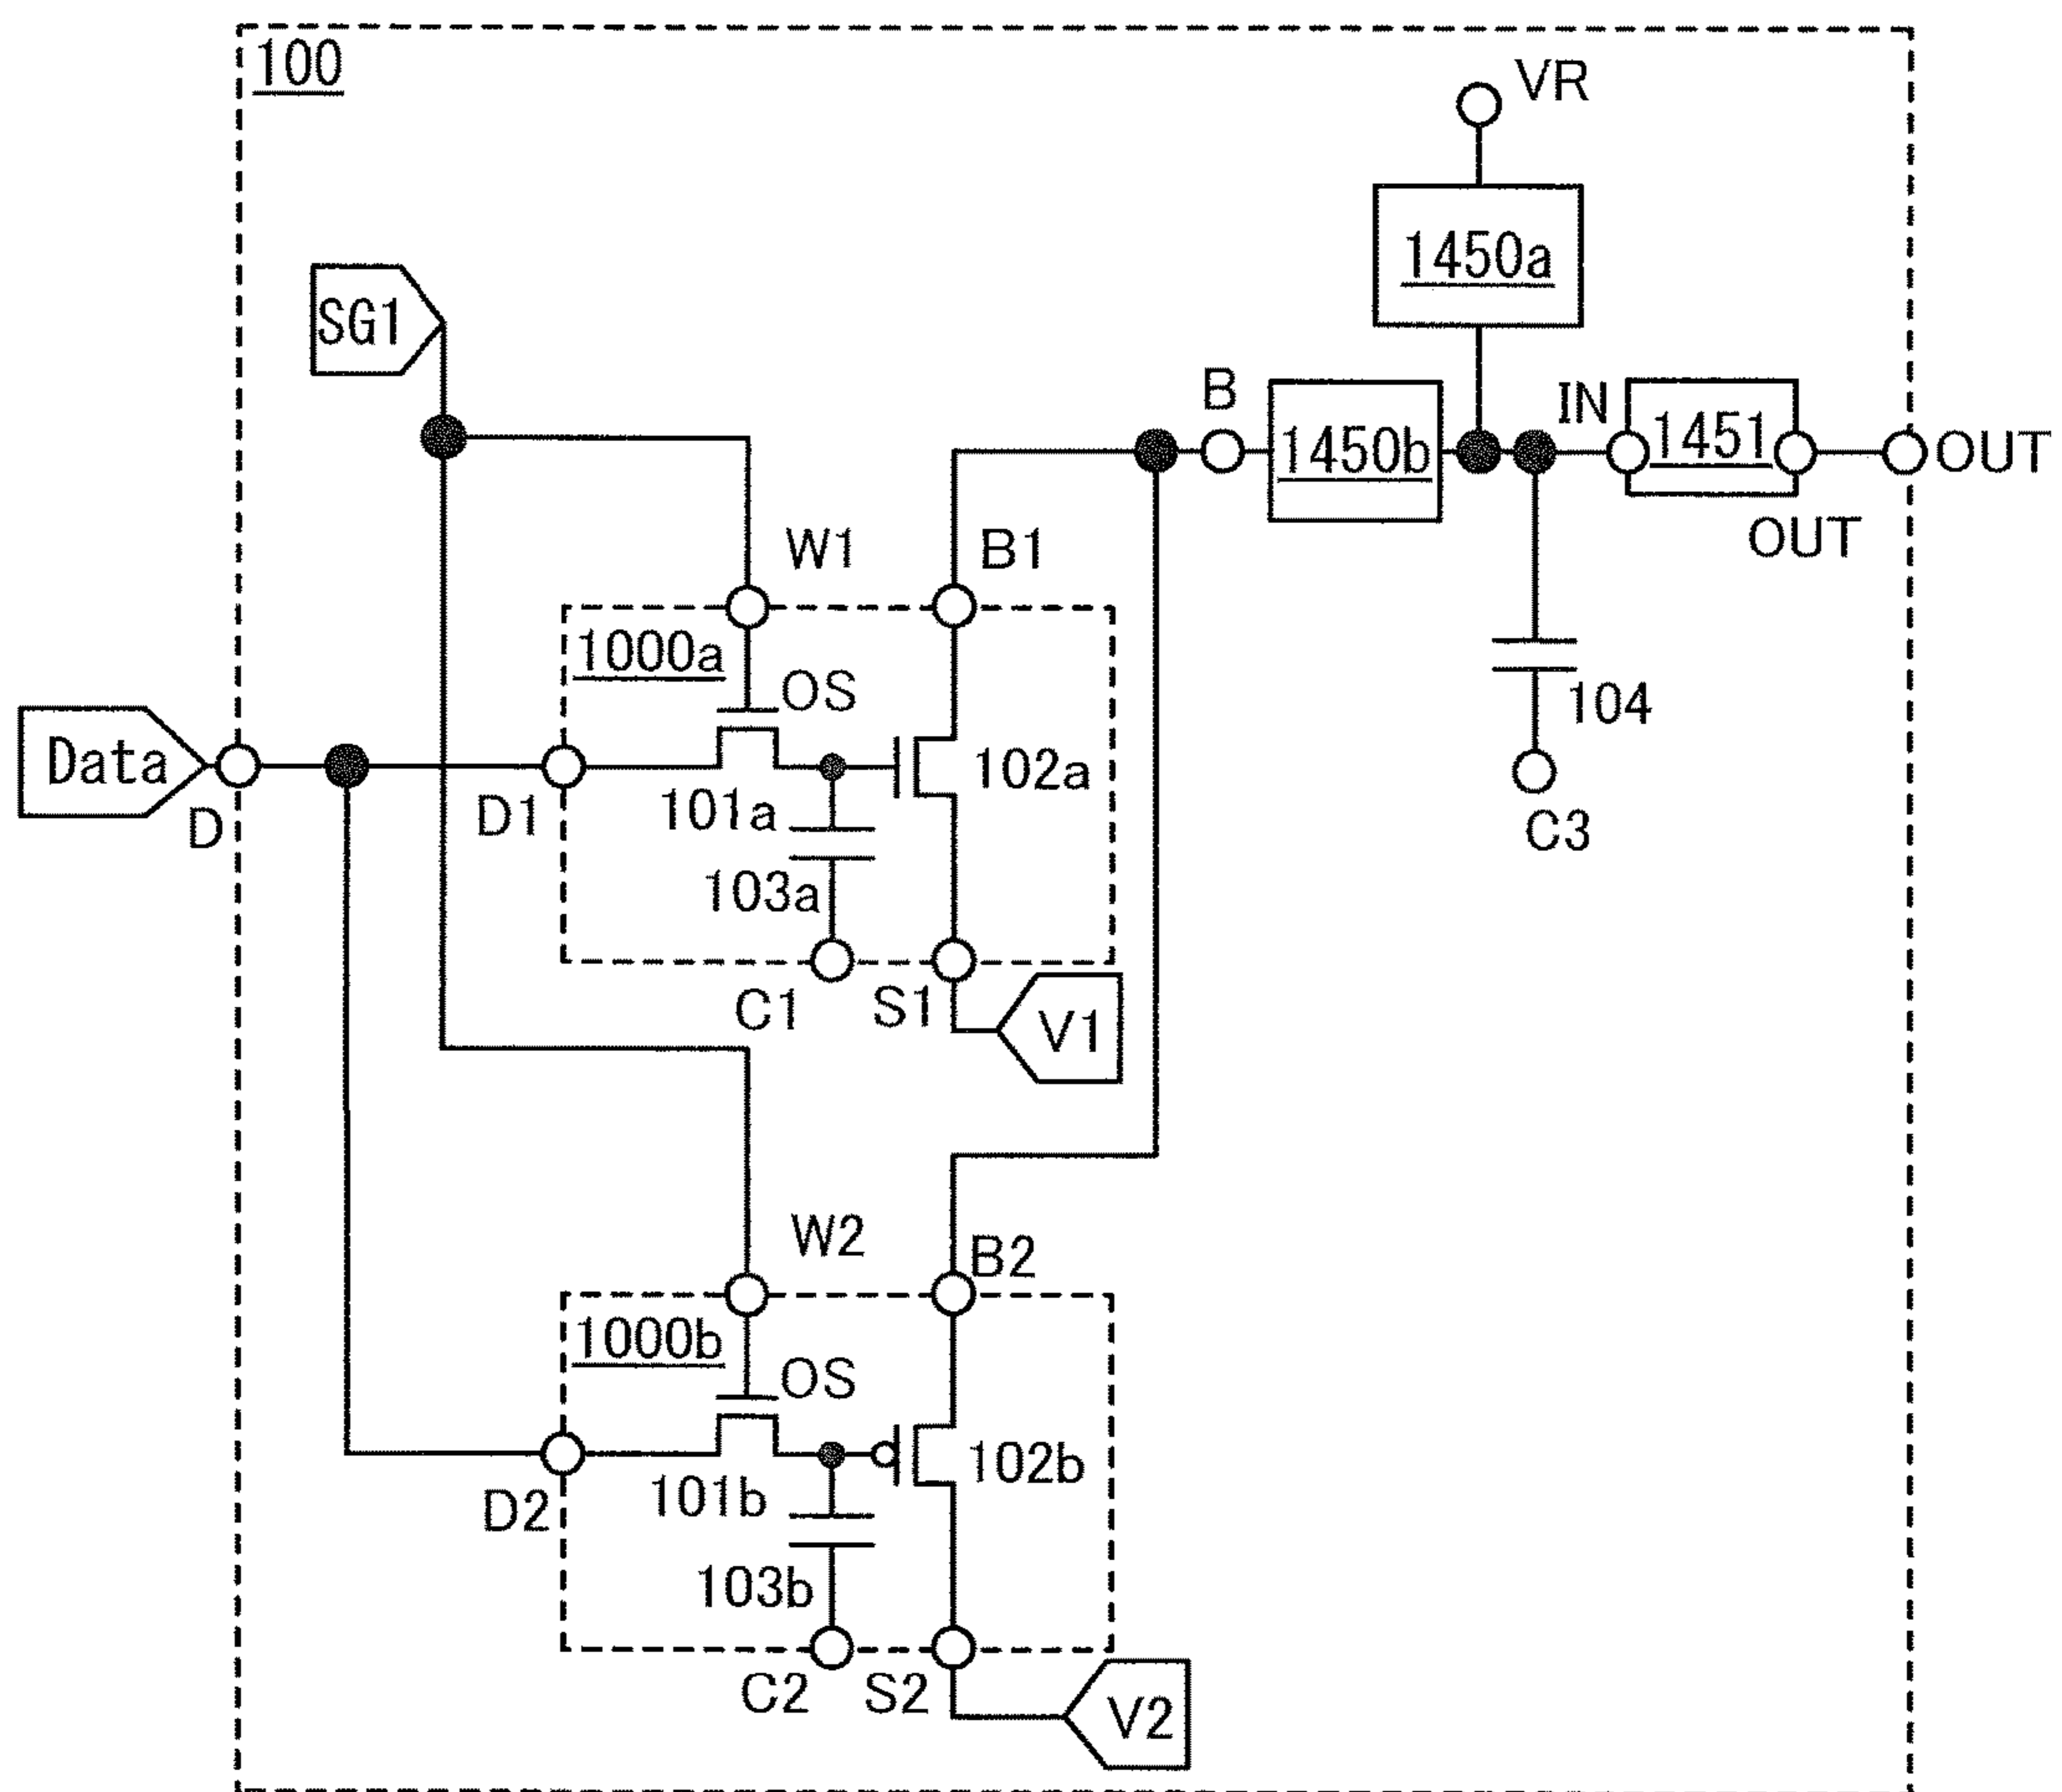 100
VR
1450a
SG1
B
1450b
IN
1451
OUT
OUT
W1
B1
1000a
OS
104
Data
D
D1
101a
102a
C3
103a
C1
S1
V1
W2
B2
1000b
OS
D2
101b
102b
103b
C2
S2
V2